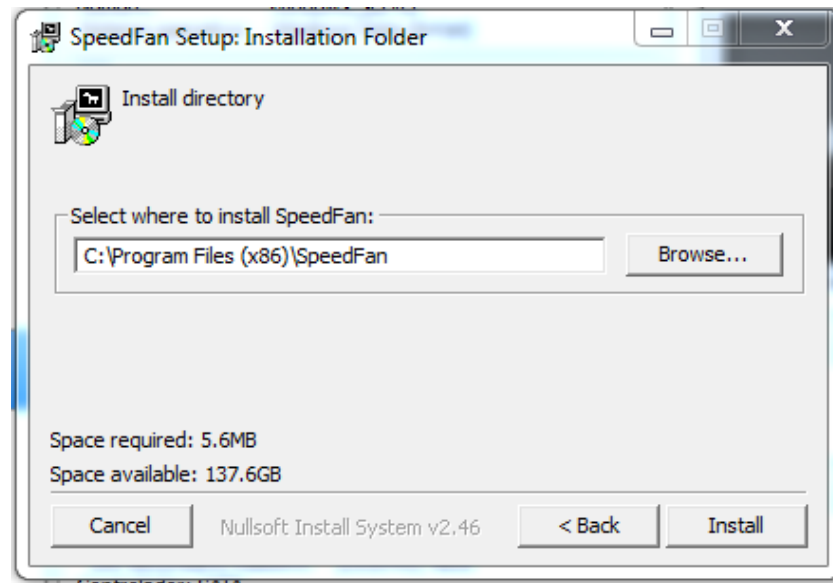 SpeedFan Setup: Installation Folder
X
Install directory
Select where to install SpeedFan:
C:\Program Files (x86)\SpeedFan
Browse...
Space required: 5.6MB
Space available: 137.6GB
Cancel
Nullsoft Install System v2.46
< Back
Install